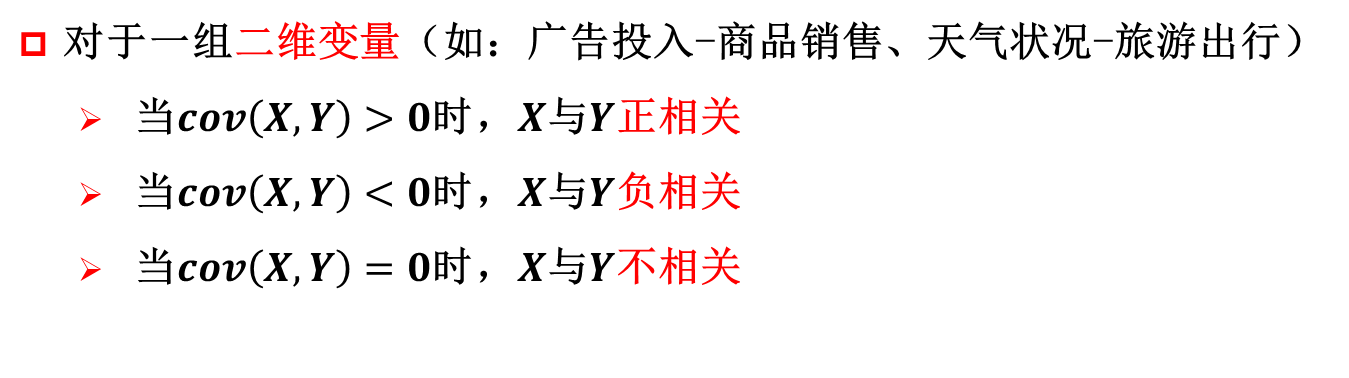 对于一组二维变量（如：广告投入-商品销售、天气状况-旅游出行）
当cov(X,Y) > 0时，X与Y正相关
当cov(X,Y) < 0时，X与Y负相关
当cov(X,Y) = 0时，X与Y不相关